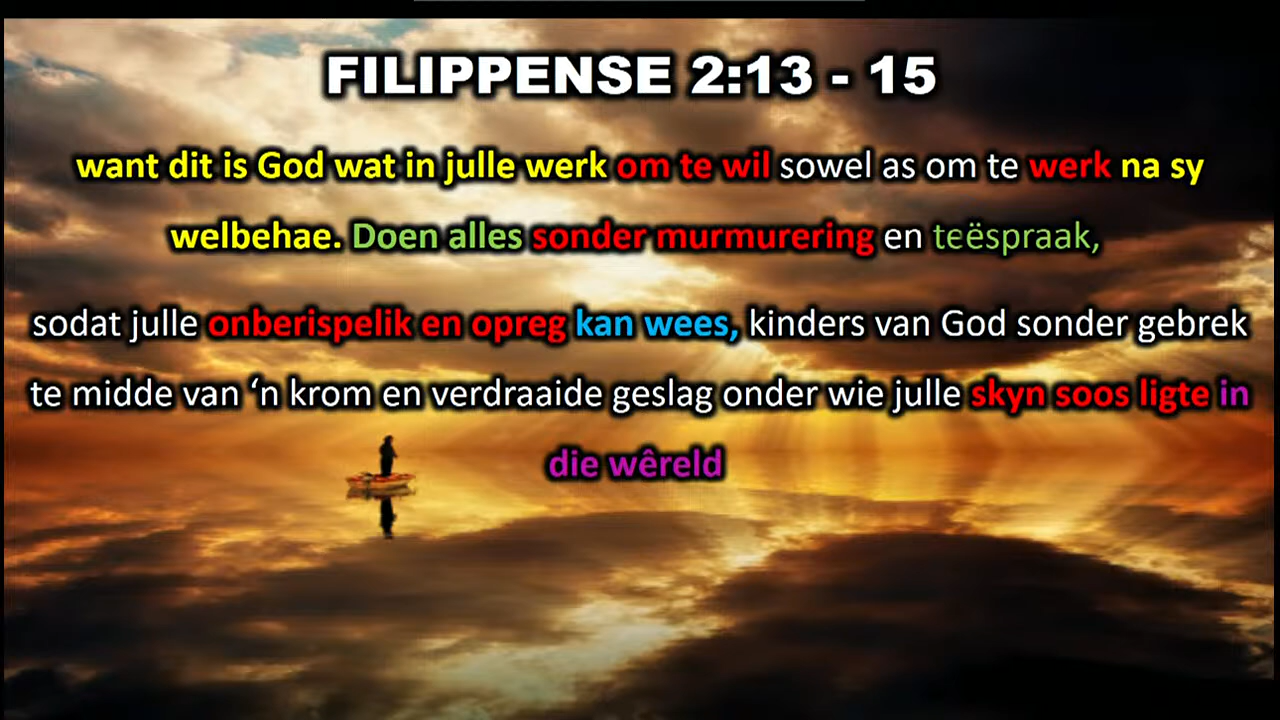 FILIPPENSE 2:13 - 15
want dit is God wat in julle werk om te wil sowel as om te werk na sy
welbehae. Doen alles sonder murmurering en teëspraak,
sodat julle onberispelik en opreg kan wees, kinders van God sonder gebrek
te midde van ‘n krom en verdraaide geslag onder wie julle skyn soos ligte in
die wêreld